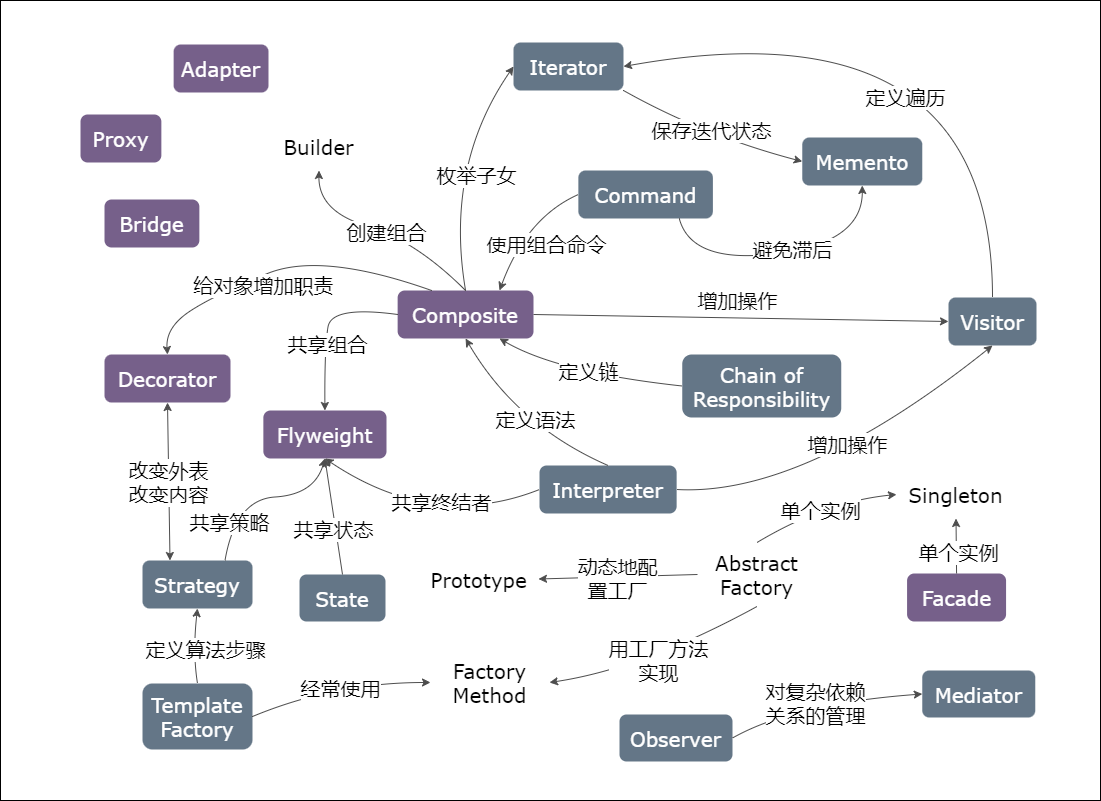 Adapter
Iterator
定义遍历
Proxy
Builder
保存迭代状态
Memento
枚举子女
Command
Bridge
创建组合
使用组合命令
避免滞后
给对象增加职责
增加操作
Composite
Visitor
共享组合
定义链
Decorator
Chain of
Responsibility
Flyweight
定义语法
增加操作
改变外表
改变内容
共享终结者
Interpreter
Singleton
共享策略
共享状态
单个实例
单个实例
Strategy
State
Prototype
动态地配
置工厂
Abstract
Factory
Facade
定义算法步骤
用工厂方法
实现
Template
Factory
经常使用
Factory
Method
对复杂依赖
关系的管理
Mediator
Observer